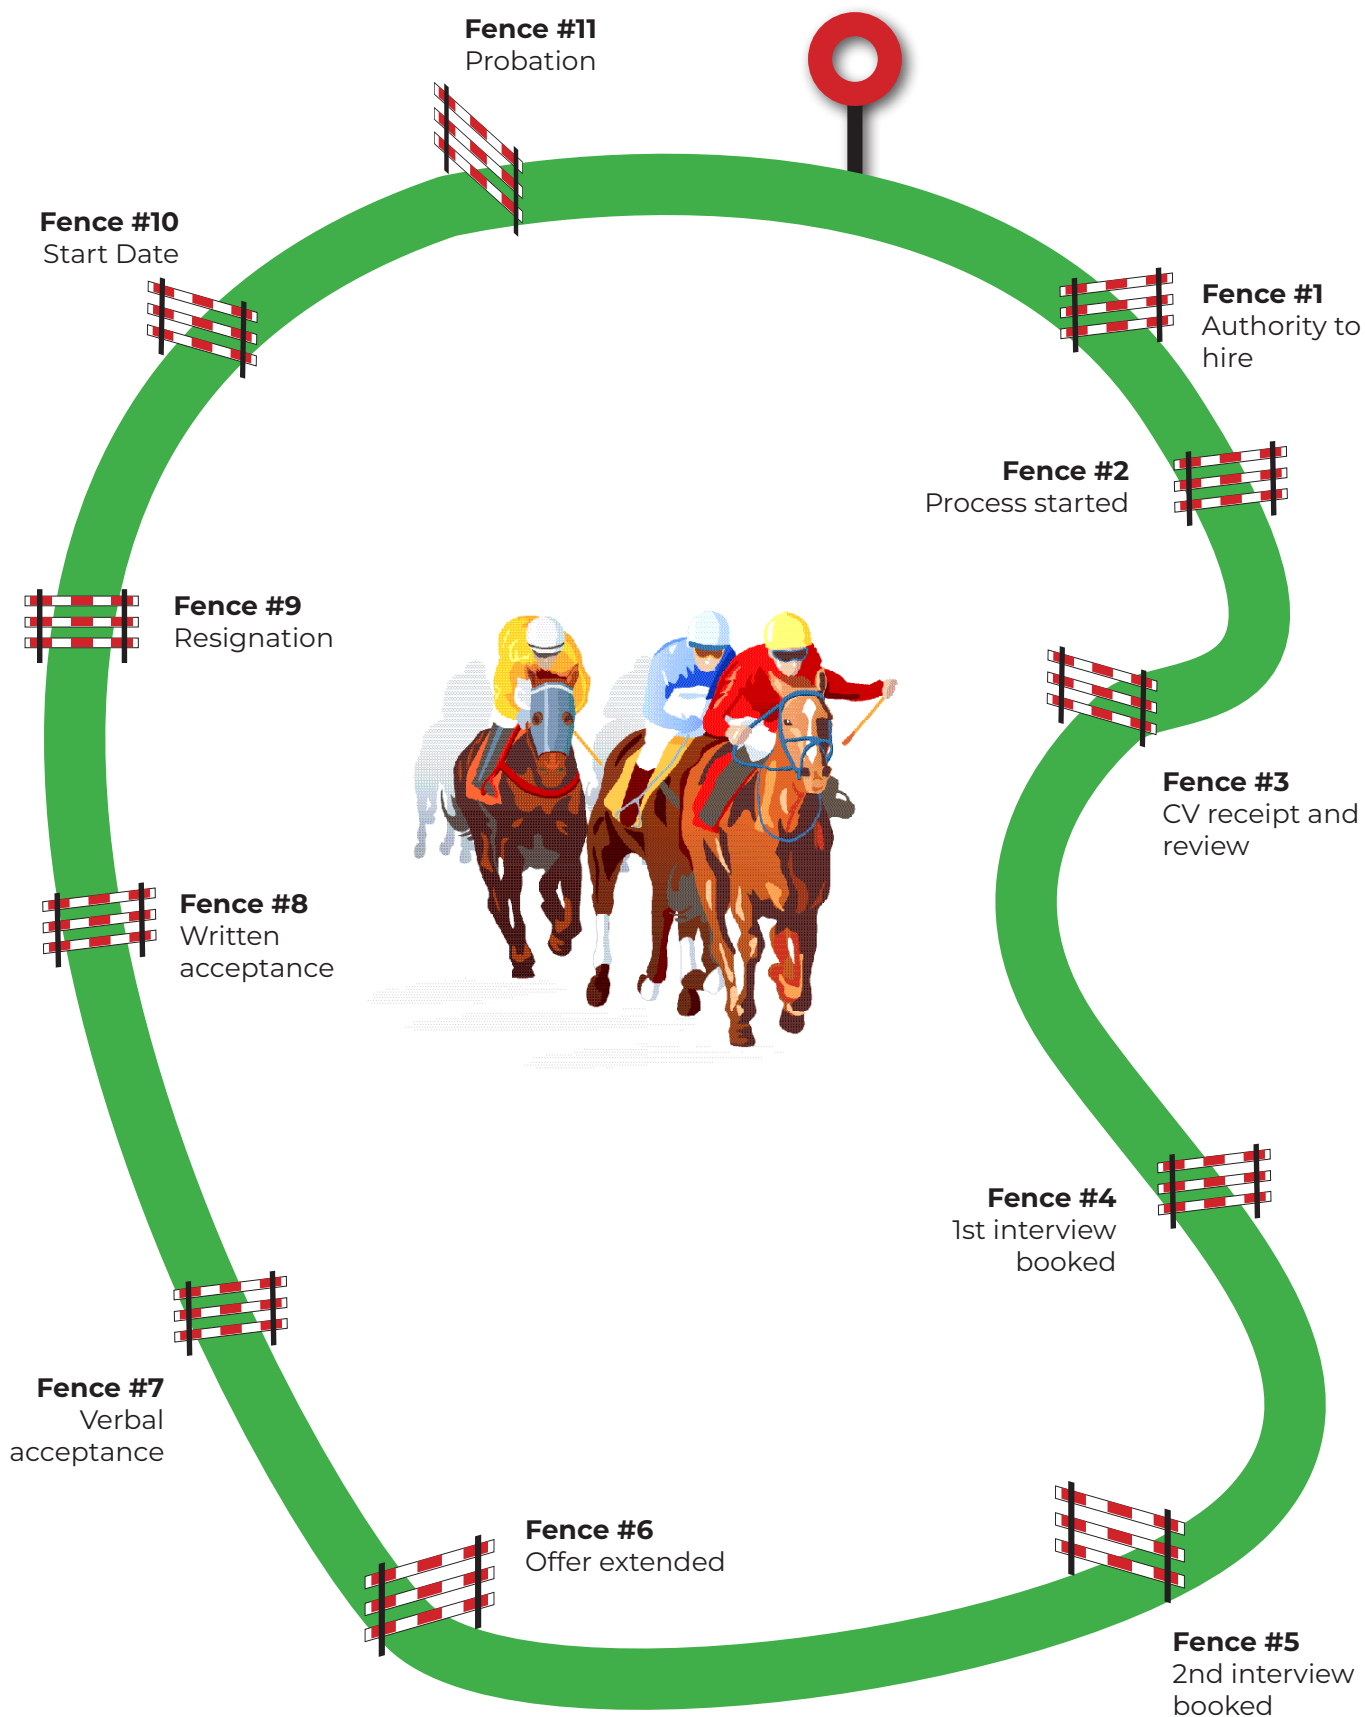 Fence #11
Probation
Fence #10
Start Date
Fence #1
Authority to
hire
Fence #2
Process started
Fence #9
Resignation
Fence #3
CV receipt and
review
Fence #8
Written
acceptance
Fence #4
1st interview
booked
Fence #7
Verbal
acceptance
Fence #6
Offer extended
Fence #5
2nd interview
booked